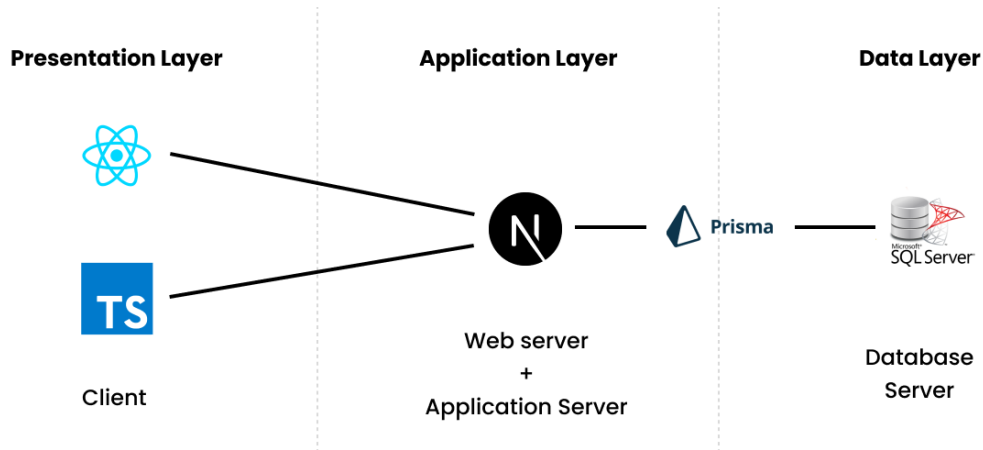 Presentation Layer
Application Layer
Data Layer
TS
N
Prisma
Microsoft
SQL Server
Client
Web server
+
Application Server
Database
Server